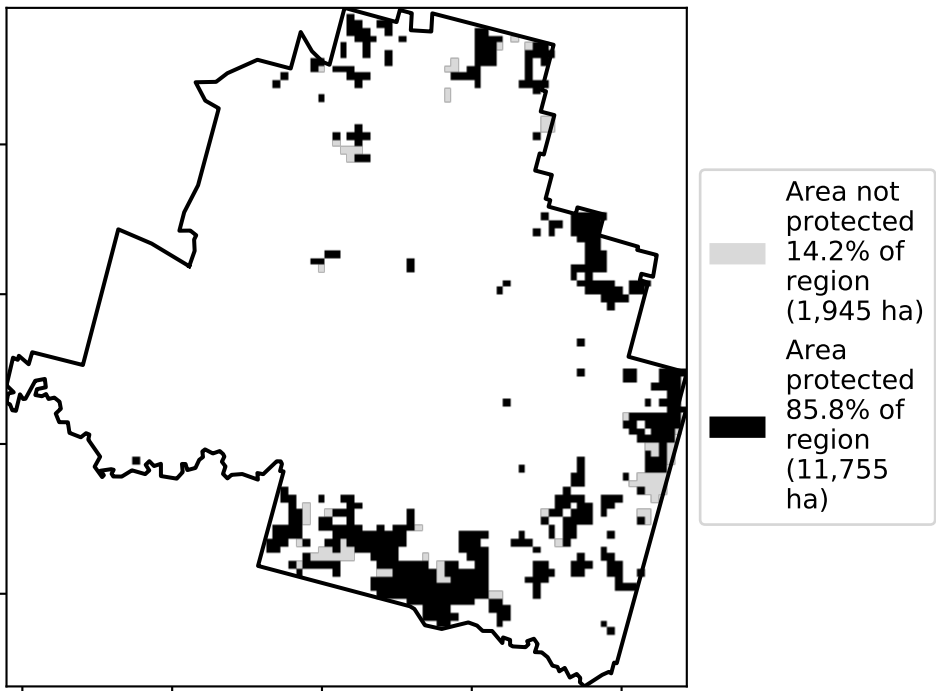 Area not
protected
14.2% of
region
(1,945 ha)
Area
protected
85.8% of
region
(11,755
ha)